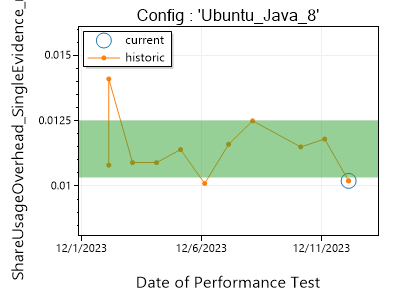 Config : 'Ubuntu_Java_8'
current
historic
ShareUsageOverhead_SingleEvidence_
0.015
0.0125
0.01
12/1/2023
12/6/2023
12/11/2023
Date of Performance Test